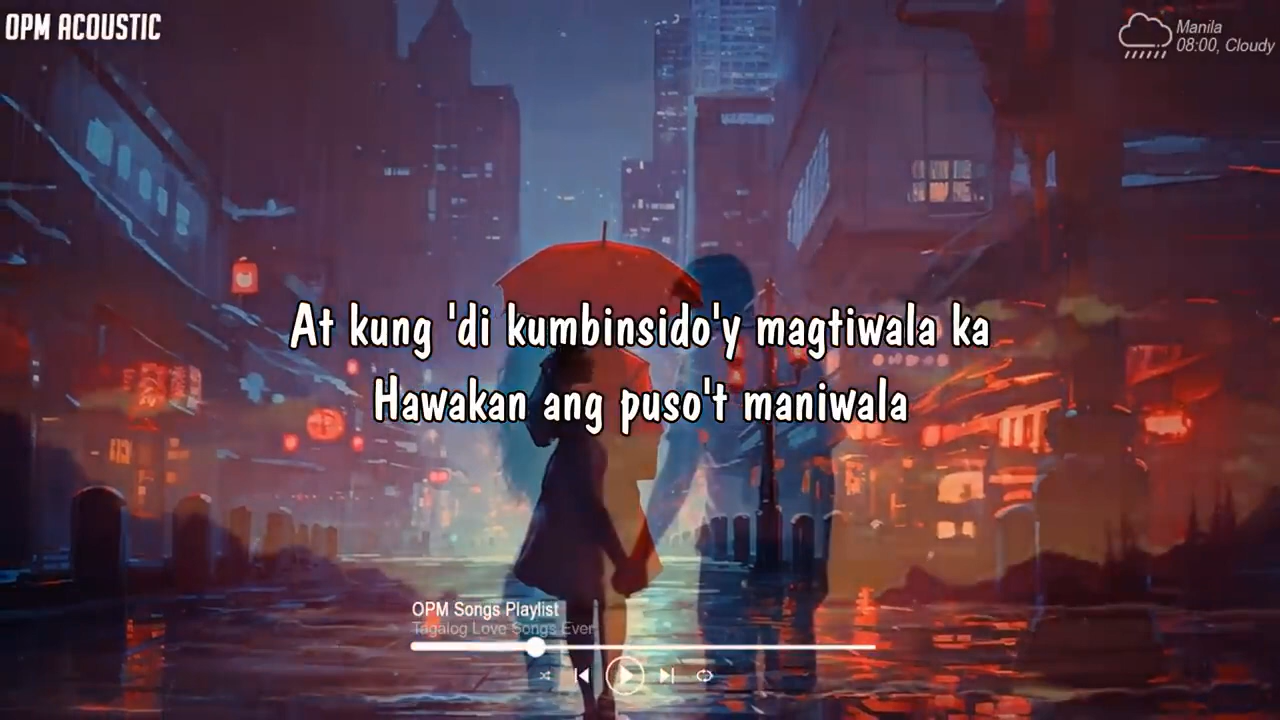 OPM ACOUSTIC
Manila
08:00, Cloudy
At kung 'di kumbinsido'y magtiwala ka
Hawakan ang puso't maniwala
OPM Songs Playlist
Tagalog Love Songs Ever